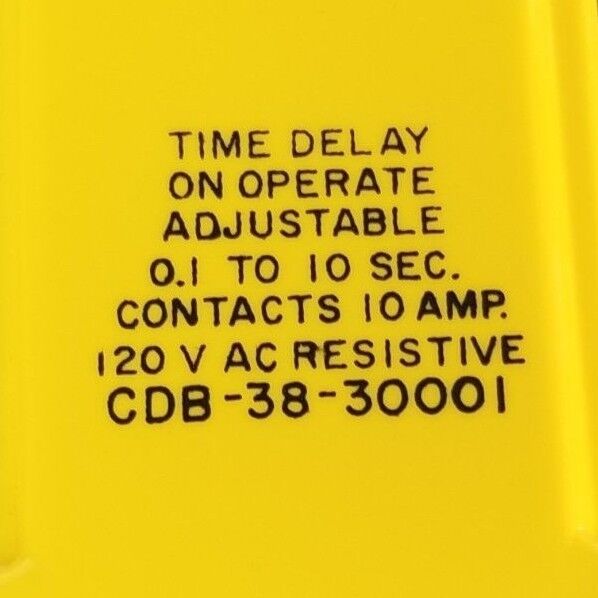 TIME DELAY
ON OPERATE
ADJUSTABLE
0.1 TO 10 SEC.
CONTACTS 10 AMP.
120 V AC RESISTIVE
CDB-38-30001